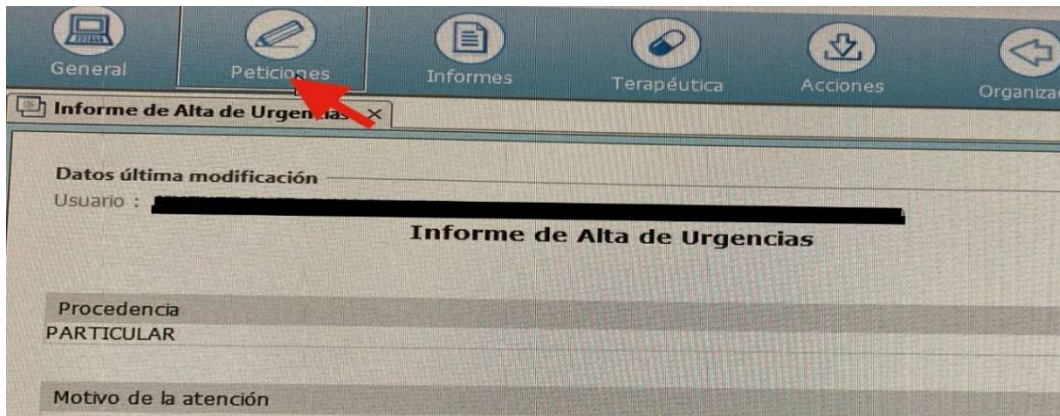 General Peticiones Informes Terapéutica Acciones Organiza
Informe de Alta de Urgencias
Datos última modificación
Usuario :
Informe de Alta de Urgencias
Procedencia
PARTICULAR
Motivo de la atención